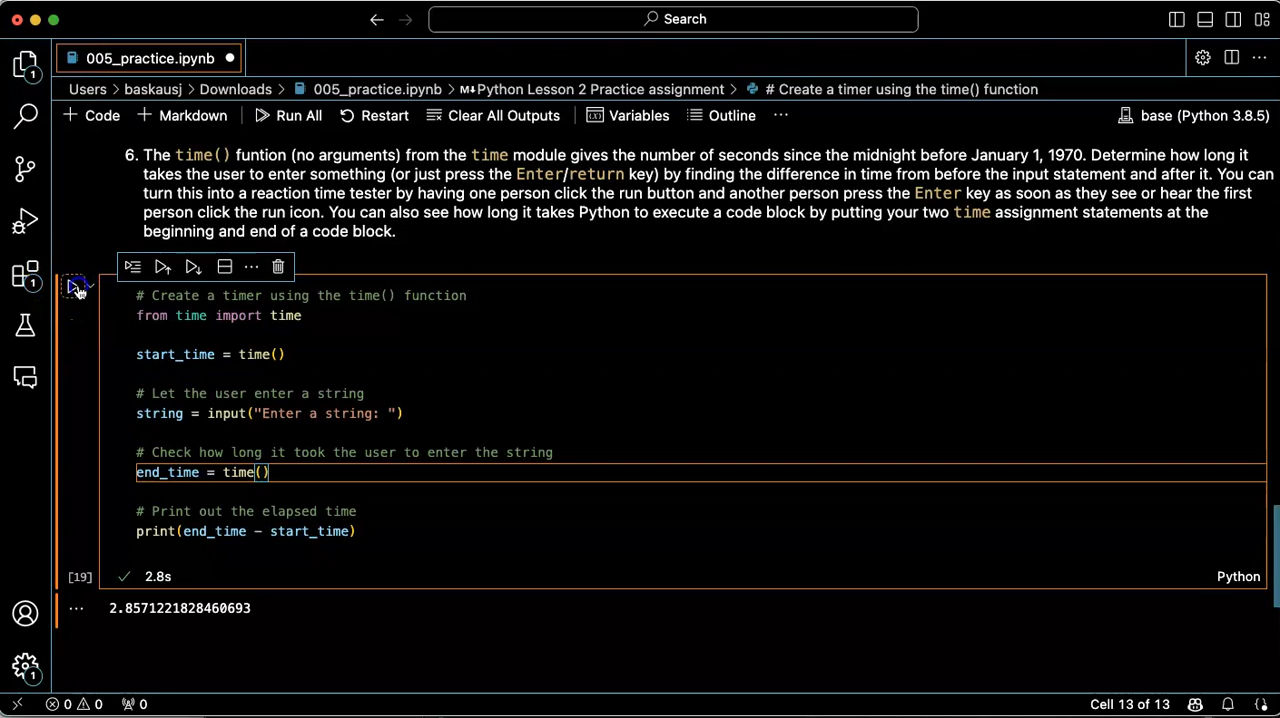 Search
005_practice.ipynb
Users > baskausj > Downloads > 005_practice.ipynb > M↓Python Lesson 2 Practice assignment > # Create a timer using the time() function
+ Code + Markdown Run All Restart Clear All Outputs Variables Outline ... base (Python 3.8.5)
6. The time() funtion (no arguments) from the time module gives the number of seconds since the midnight before January 1, 1970. Determine how long it
takes the user to enter something (or just press the Enter/return key) by finding the difference in time from before the input statement and after it. You can
turn this into a reaction time tester by having one person click the run button and another person press the Enter key as soon as they see or hear the first
person click the run icon. You can also see how long it takes Python to execute a code block by putting your two time assignment statements at the
beginning and end of a code block.
# Create a timer using the time() function
from time import time
start_time = time()
# Let the user enter a string
string = input("Enter a string: ")
# Check how long it took the user to enter the string
end_time = time()
# Print out the elapsed time
print(end_time - start_time)
[19] 2.8s Python
... 2.8571221828460693
1
1
1
0 0 0 Cell 13 of 13